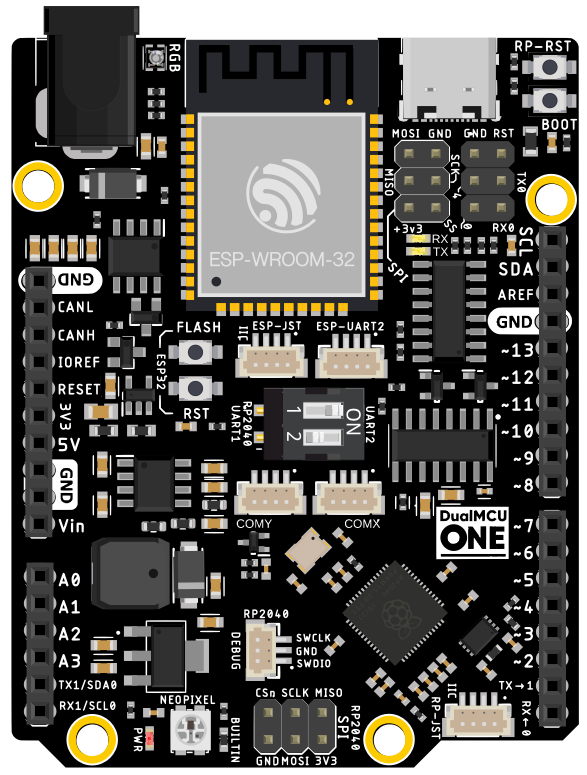 RGB
RP-RST
BOOT
MOSI GND
GND RST
MISO
SCK
TX0
+3v3
RX0
SS
SPI
RX
TX
ESP-WROOM-32
SCL
SDA
AREF
GND
~13
~12
~11
~10
~9
~8
~7
~6
~5
~4
~3
~2
TX→1
RX←0
GND
CANL
CANH
IOREF
RESET
3V3
5V
GND
Vin
A0
A1
A2
A3
TX1/SDA0
RX1/SCL0
FLASH
ESP32
RST
IIC
ESP-JST
ESP-UART2
RP2040
UART1
1
2
ON
UART2
COMY
COMX
DualMCU
ONE
RP2040
DEBUG
SWCLK
GND
SWDIO
NEOPIXEL
PWR
BUILTIN
CSn SCLK MISO
SPI
RP2040
GND MOSI 3V3
IIC
RP-JST